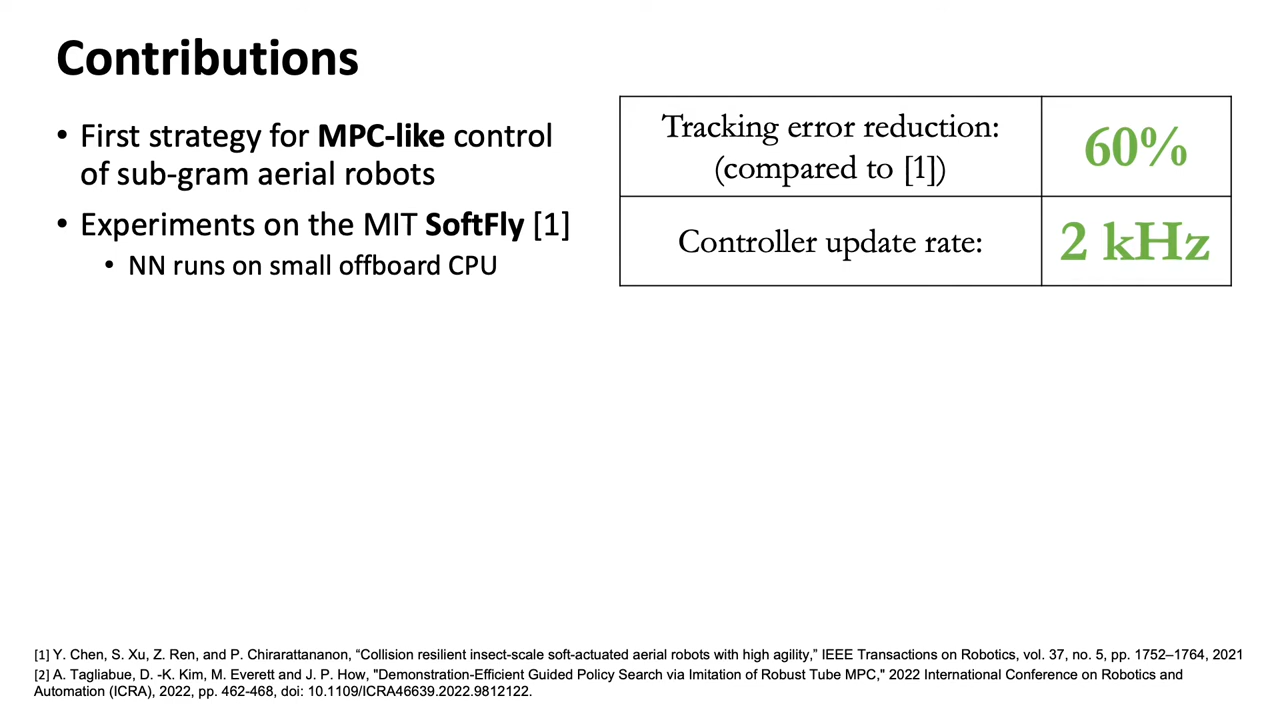 Contributions
• First strategy for MPC-like control
of sub-gram aerial robots
• Experiments on the MIT SoftFly [1]
• NN runs on small offboard CPU
Tracking error reduction:
(compared to [1])
60%
Controller update rate:
2 kHz
[1] Y. Chen, S. Xu, Z. Ren, and P. Chirarattananon, “Collision resilient insect-scale soft-actuated aerial robots with high agility,” IEEE Transactions on Robotics, vol. 37, no. 5, pp. 1752–1764, 2021
[2] A. Tagliabue, D. -K. Kim, M. Everett and J. P. How, "Demonstration-Efficient Guided Policy Search via Imitation of Robust Tube MPC," 2022 International Conference on Robotics and
Automation (ICRA), 2022, pp. 462-468, doi: 10.1109/ICRA46639.2022.9812122.